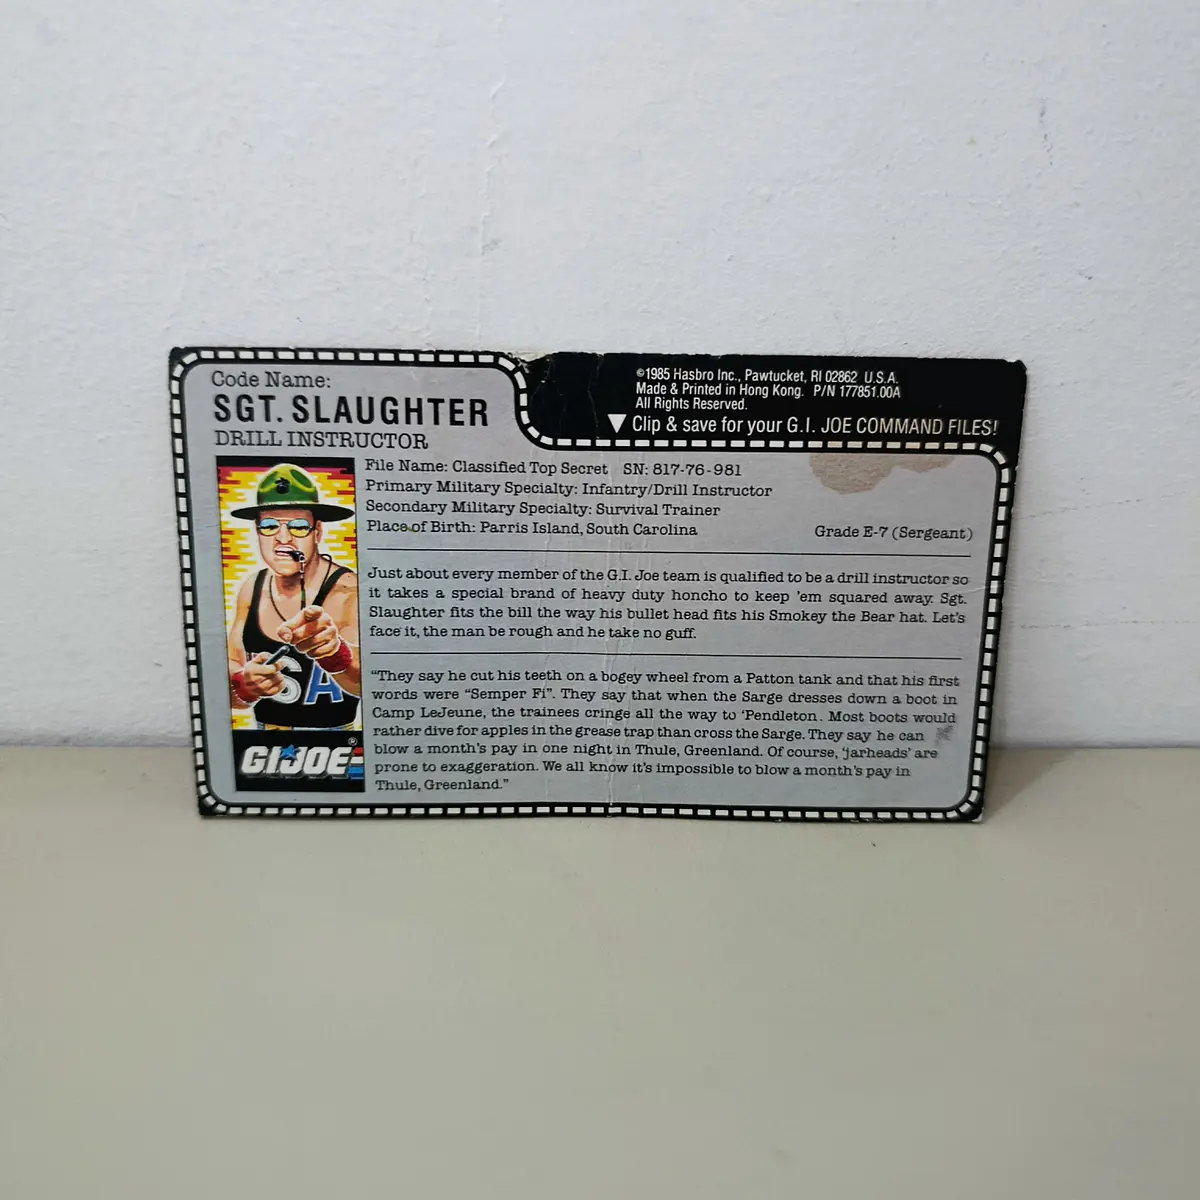 Code Name:
SGT. SLAUGHTER
DRILL INSTRUCTOR
©1985 Hasbro Inc., Pawtucket, RI 02862 U.S.A.
Made & Printed in Hong Kong. P/N 177851.00A
All Rights Reserved.
▼ Clip & save for your G.I. JOE COMMAND FILES!
File Name: Classified Top Secret SN: 817-76-981
Primary Military Specialty: Infantry/Drill Instructor
Secondary Military Specialty: Survival Trainer
Place of Birth: Parris Island, South Carolina Grade E-7 (Sergeant)
Just about every member of the G.I. Joe team is qualified to be a drill instructor so
it takes a special brand of heavy duty honcho to keep 'em squared away. Sgt.
Slaughter fits the bill the way his bullet head fits his Smokey the Bear hat. Let's
face it, the man be rough and he take no guff.
"They say he cut his teeth on a bogey wheel from a Patton tank and that his first
words were "Semper Fi". They say that when the Sarge dresses down a boot in
Camp LeJeune, the trainees cringe all the way to 'Pendleton. Most boots would
rather dive for apples in the grease trap than cross the Sarge. They say he can
blow a month's pay in one night in Thule, Greenland. Of course, 'jarheads' are
prone to exaggeration. We all know it's impossible to blow a month's pay in
Thule, Greenland."
SA
GI JOE®